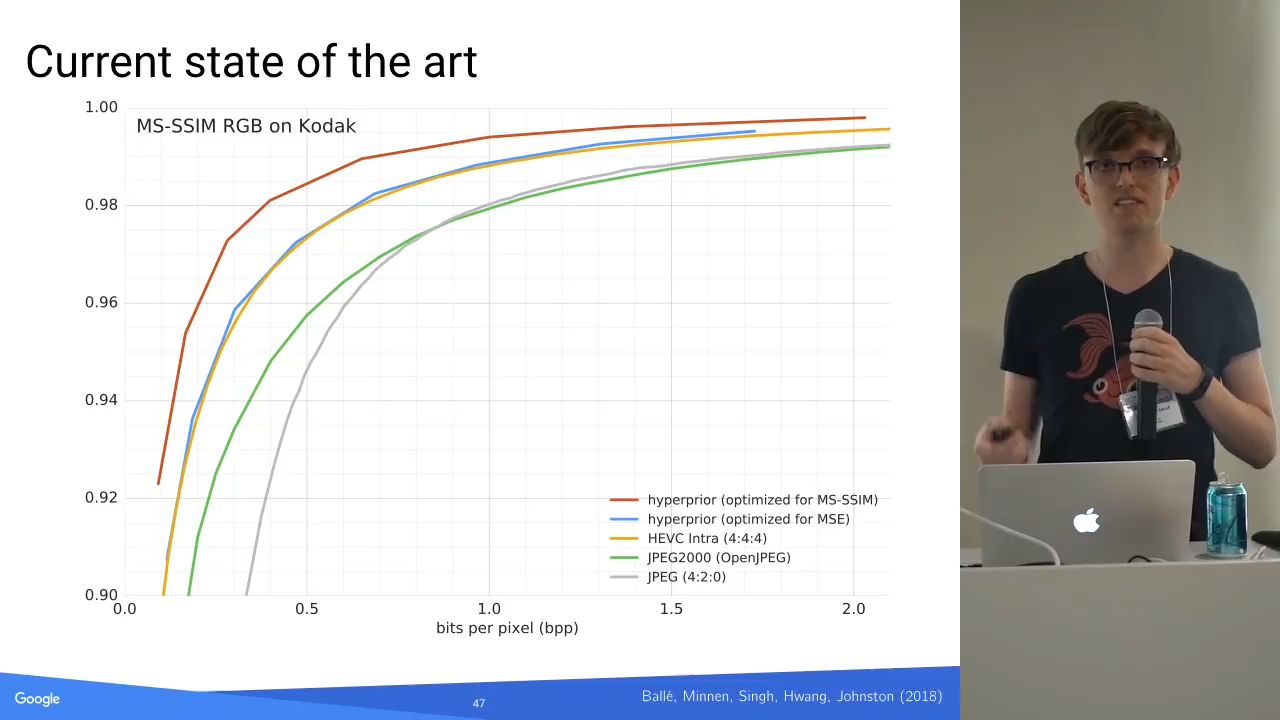 Current state of the art
MS-SSIM RGB on Kodak
1.00
0.98
0.96
0.94
0.92
0.90
0.0 0.5 1.0 1.5 2.0
bits per pixel (bpp)
hyperprior (optimized for MS-SSIM)
hyperprior (optimized for MSE)
HEVC Intra (4:4:4)
JPEG2000 (OpenJPEG)
JPEG (4:2:0)
Google
47
Ballé, Minnen, Singh, Hwang, Johnston (2018)